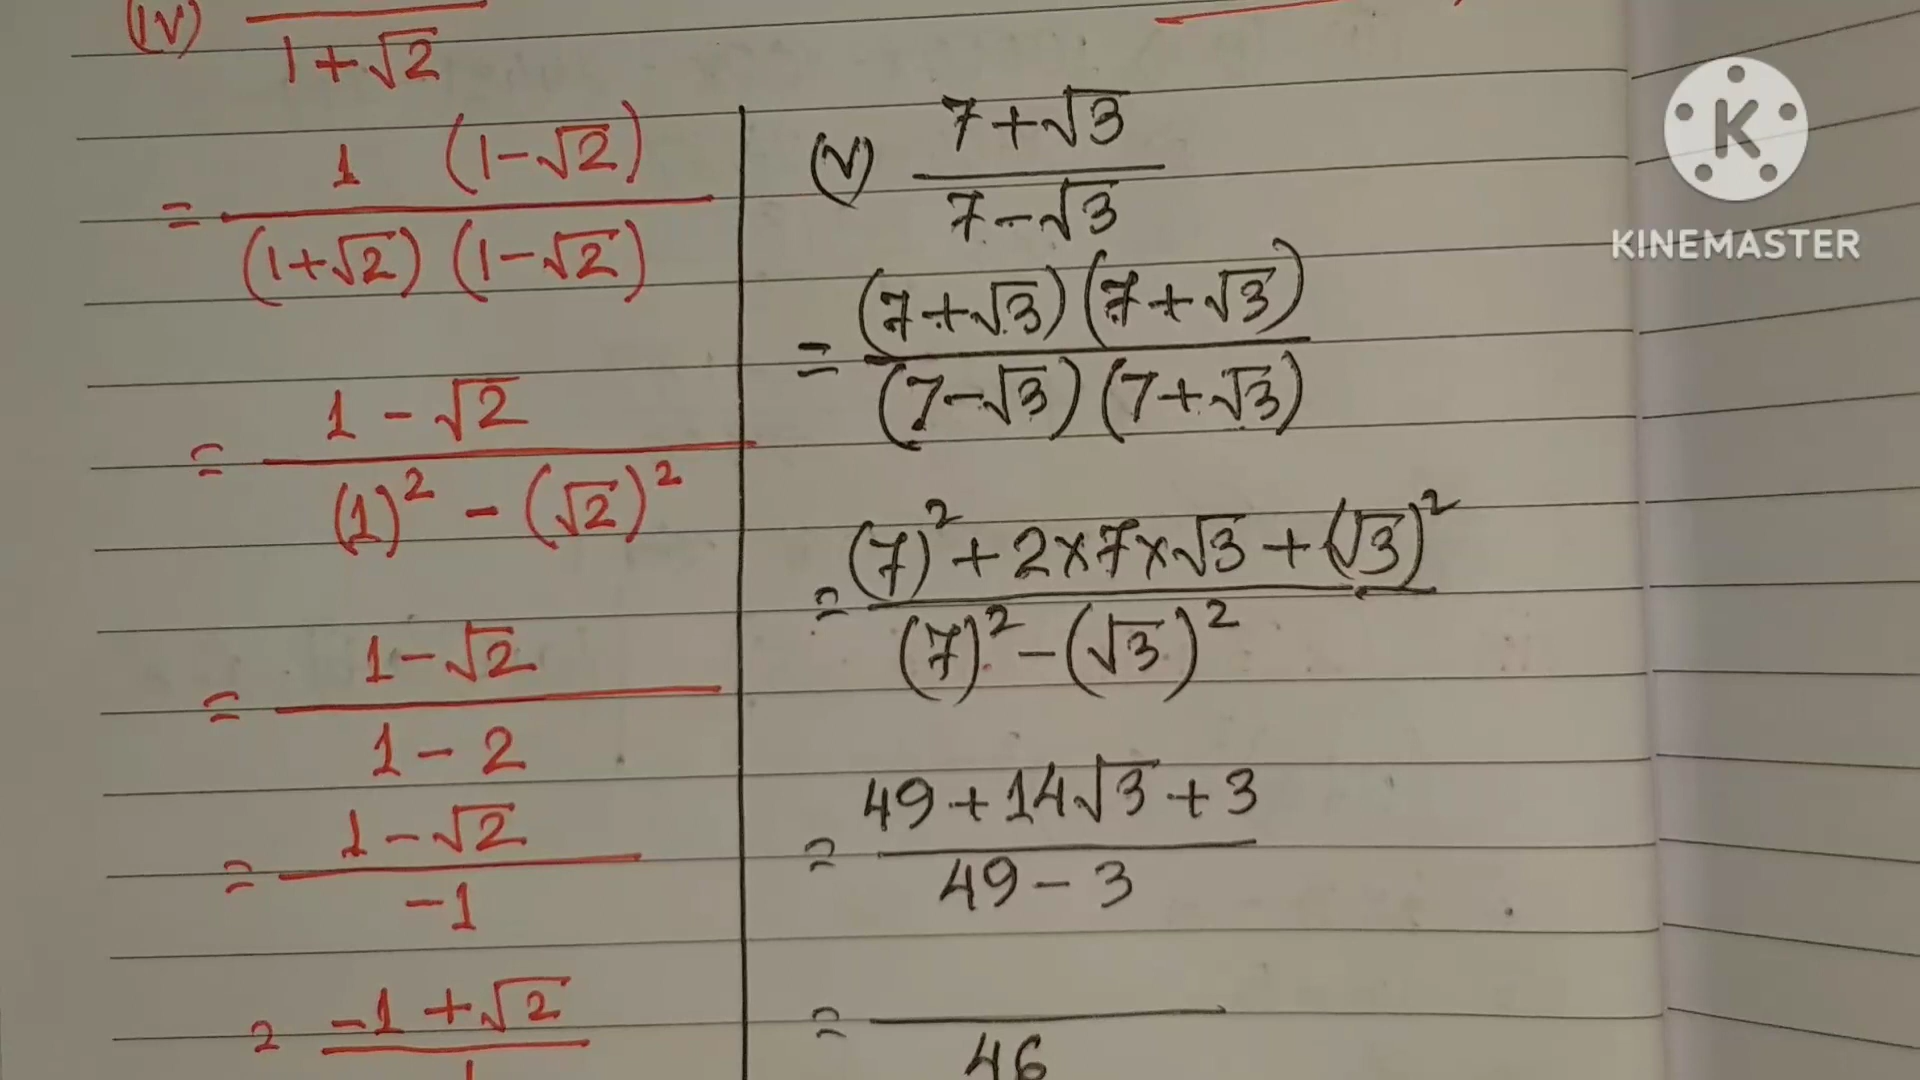 (iv)
1+√2
= 1 (1-√2)
(1+√2) (1-√2)
= 1 - √2
(1)² - (√2)²
= 1-√2
1 - 2
= 1 - √2
-1
= -1 + √2
1
(v) 7+√3
7-√3
= (7+√3) (7+√3)
(7-√3) (7+√3)
= (7)² + 2×7×√3 + (√3)²
(7)² - (√3)²
= 49 + 14√3 + 3
49 - 3
=
46
K
KINEMASTER